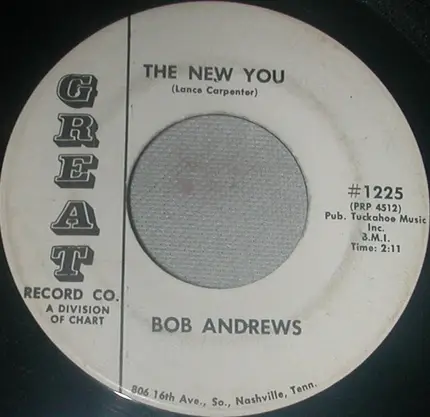 THE NEW YOU
(Lance Carpenter)
GREAT
RECORD CO.
A DIVISION
OF CHART
#1225
(PRP 4512)
Pub. Tuckahoe Music
Inc.
B.M.I.
Time: 2:11
BOB ANDREWS
806 16th Ave., So., Nashville, Tenn.